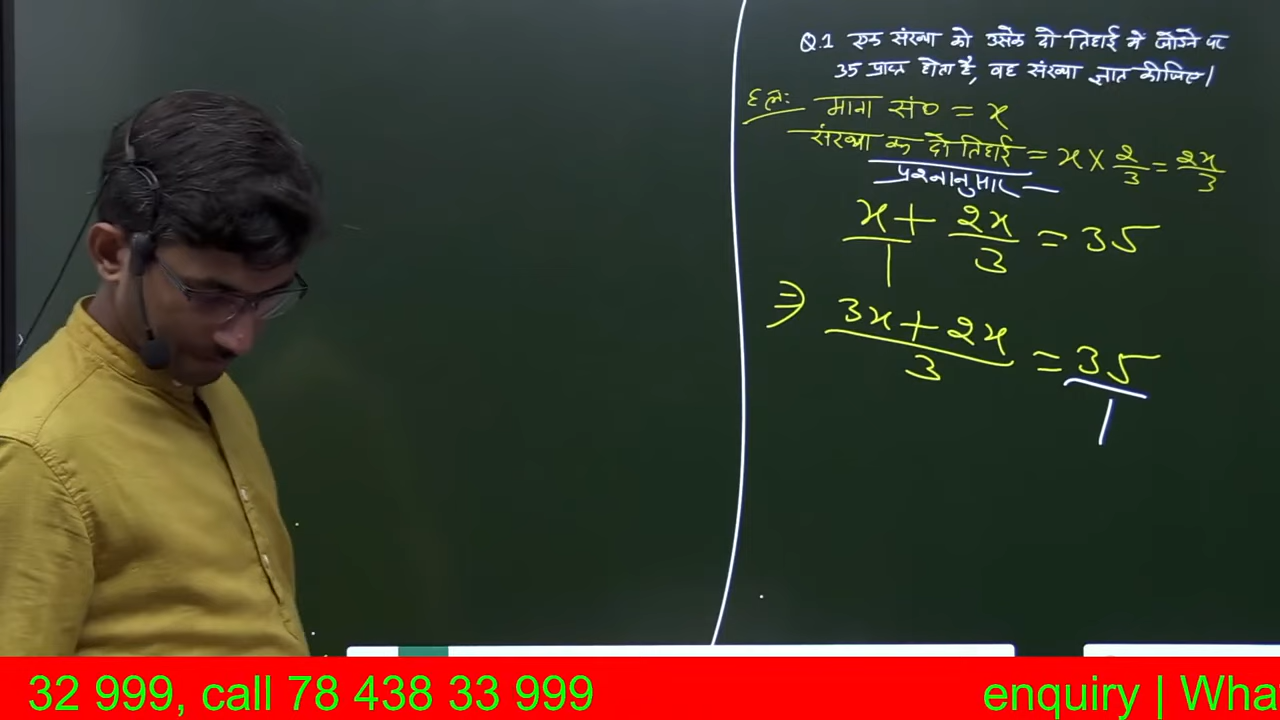 Q.1 एक संख्या को उसके दो तिहाई में जोड़ने पर
35 प्राप्त होता है, वह संख्या ज्ञात कीजिए।
हल:- माना सं० = x
संख्या का दो तिहाई = x × 2/3 = 2x/3
प्रश्नानुसार —
x/1 + 2x/3 = 35
⇒ (3x + 2x)/3 = 35/1
32 999, call 78 438 33 999
enquiry | Wha